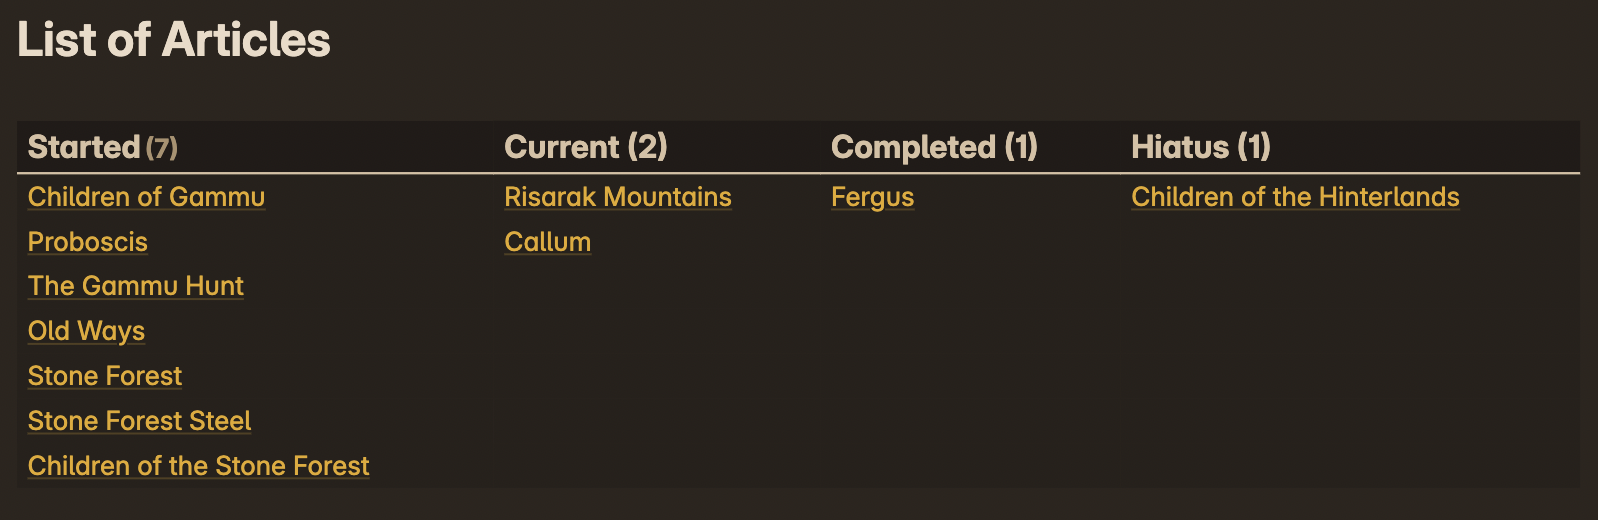 List of Articles
Started (7) Current (2) Completed (1) Hiatus (1)
Children of Gammu Risarak Mountains Fergus Children of the Hinterlands
Proboscis Callum
The Gammu Hunt
Old Ways
Stone Forest
Stone Forest Steel
Children of the Stone Forest